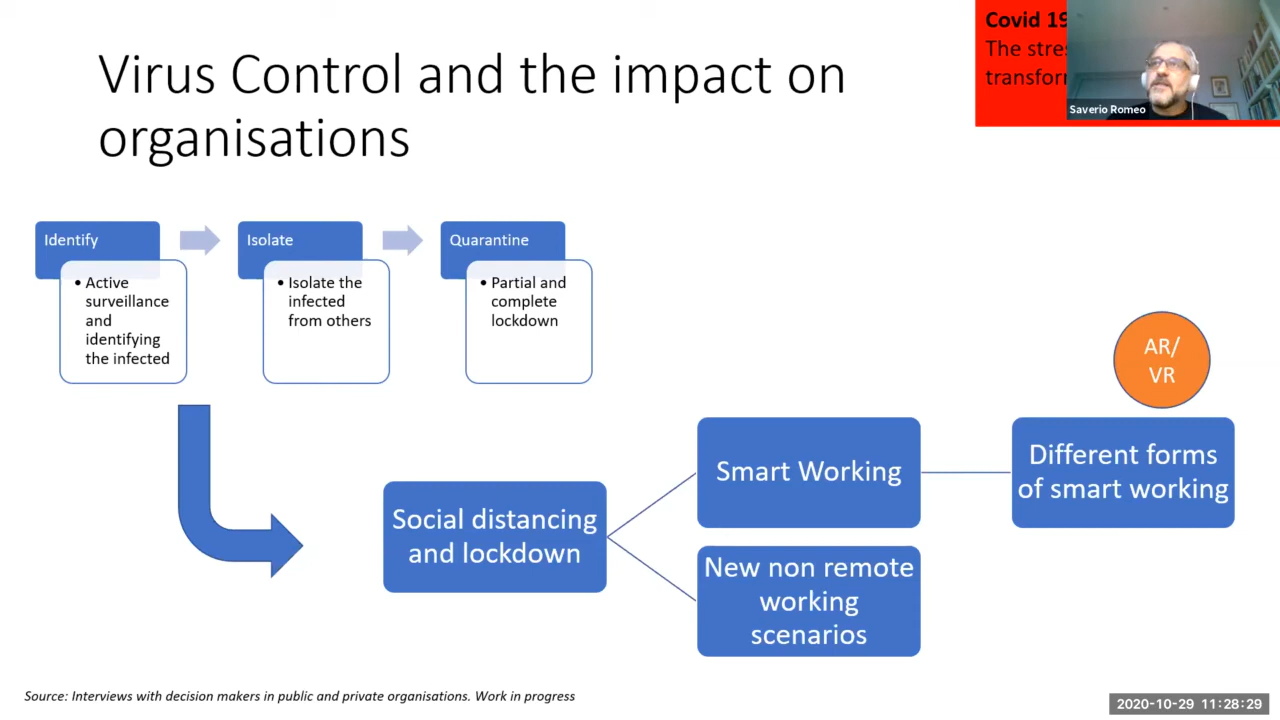 Virus Control and the impact on
organisations
Covid 19
The
Saverio Romeo
Identify
• Active
surveillance
and
identifying
the infected
Isolate
• Isolate the
infected
from others
Quarantine
• Partial and
complete
lockdown
AR/
VR
Social distancing
and lockdown
Smart Working
Different forms
of smart working
New non remote
working
scenarios
Source: Interviews with decision makers in public and private organisations. Work in progress
2020-10-29 11:28:29